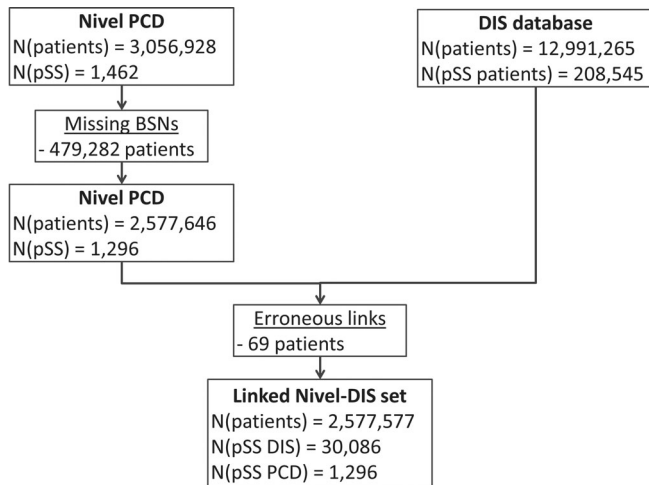 Nivel PCD
N(patients) = 3,056,928
N(pSS) = 1,462
DIS database
N(patients) = 12,991,265
N(pSS patients) = 208,545
Missing BSNs
- 479,282 patients
Nivel PCD
N(patients) = 2,577,646
N(pSS) = 1,296
Erroneous links
- 69 patients
Linked Nivel-DIS set
N(patients) = 2,577,577
N(pSS DIS) = 30,086
N(pSS PCD) = 1,296